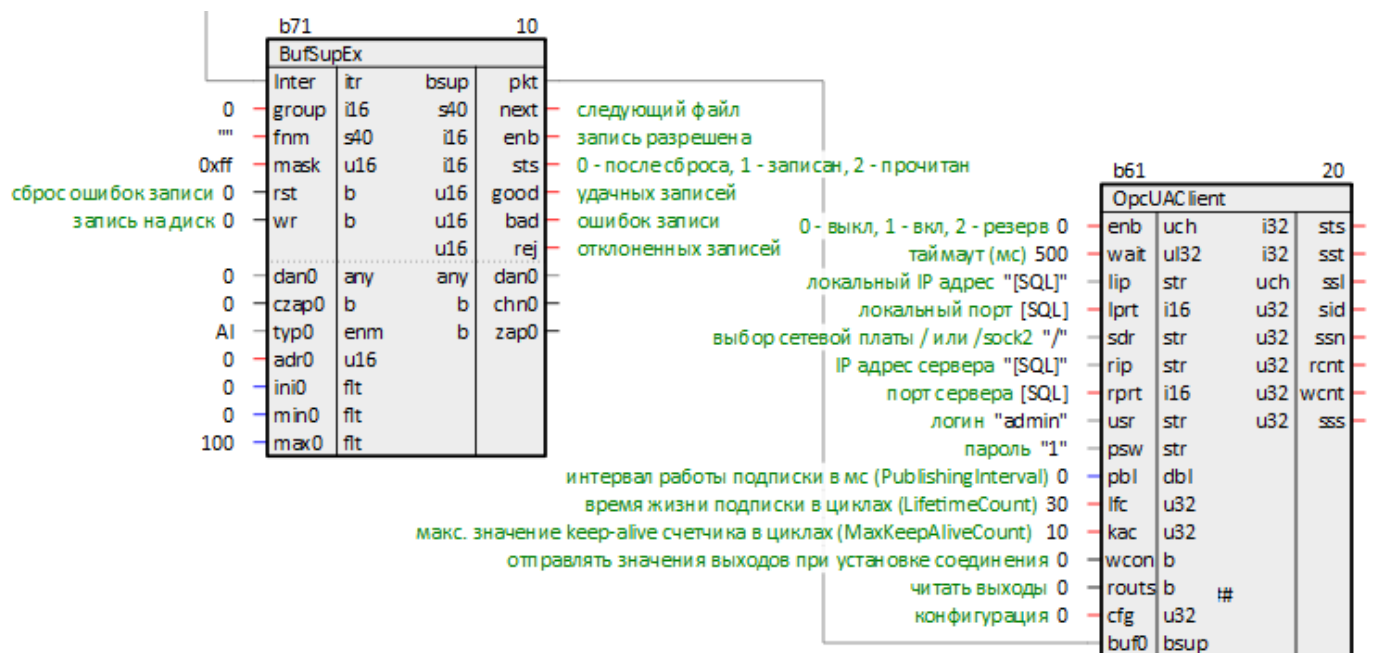 b71 10
BufSupEx
Inter itr bsup pkt
0 group i16 s40 next следующий файл
"" fnm s40 i16 enb запись разрешена
0xff mask u16 i16 sts 0 - после сброса, 1 - записан, 2 - прочитан
сброс ошибок записи 0 rst b u16 good удачных записей
запись на диск 0 wr b u16 bad ошибок записи
u16 rej отклоненных записей
0 dan0 any any dan0
0 czap0 b b chn0
AI typ0 enm b zap0
0 adr0 u16
0 ini0 flt
0 min0 flt
100 max0 flt
b61 20
OpcUAClient
0 - выкл, 1 - вкл, 2 - резерв 0 enb uch i32 sts
таймаут (мс) 500 wait ul32 i32 sst
локальный IP адрес "[SQL]" lip str uch ssl
локальный порт [SQL] lprt i16 u32 sid
выбор сетевой платы / или /sock2 "/" sdr str u32 ssn
IP адрес сервера "[SQL]" rip str u32 rcnt
порт сервера [SQL] rprt i16 u32 wcnt
логин "admin" usr str u32 sss
пароль "1" psw str
интервал работы подписки в мс (PublishingInterval) 0 pbl dbl
время жизни подписки в циклах (LifetimeCount) 30 lfc u32
макс. значение keep-alive счетчика в циклах (MaxKeepAliveCount) 10 kac u32
отправлять значения выходов при установке соединения 0 wcon b
читать выходы 0 routs b !#
конфигурация 0 cfg u32
buf0 bsup